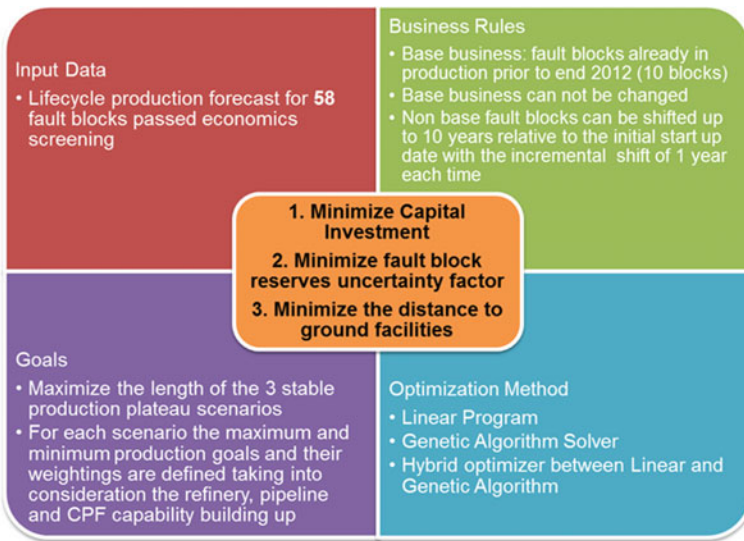 Input Data
• Lifecycle production forecast for 58
fault blocks passed economics
screening
Business Rules
• Base business: fault blocks already in
production prior to end 2012 (10 blocks)
• Base business can not be changed
• Non base fault blocks can be shifted up
to 10 years relative to the initial start up
date with the incremental shift of 1 year
each time
1. Minimize Capital
Investment
2. Minimize fault block
reserves uncertainty factor
3. Minimize the distance to
ground facilities
Goals
• Maximize the length of the 3 stable
production plateau scenarios
• For each scenario the maximum and
minimum production goals and their
weightings are defined taking into
consideration the refinery, pipeline
and CPF capability building up
Optimization Method
• Linear Program
• Genetic Algorithm Solver
• Hybrid optimizer between Linear and
Genetic Algorithm